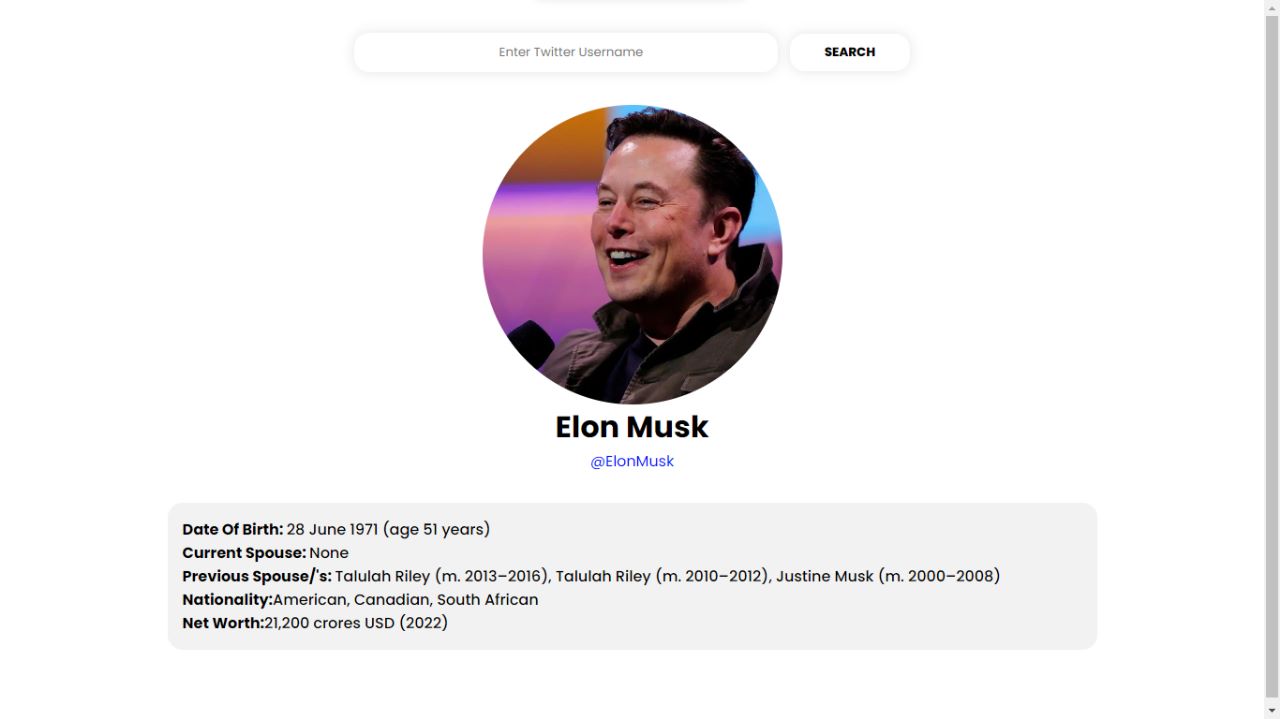 Enter Twitter Username
SEARCH
Elon Musk
@ElonMusk
Date Of Birth: 28 June 1971 (age 51 years)
Current Spouse: None
Previous Spouse/'s: Talulah Riley (m. 2013–2016), Talulah Riley (m. 2010–2012), Justine Musk (m. 2000–2008)
Nationality:American, Canadian, South African
Net Worth:21,200 crores USD (2022)